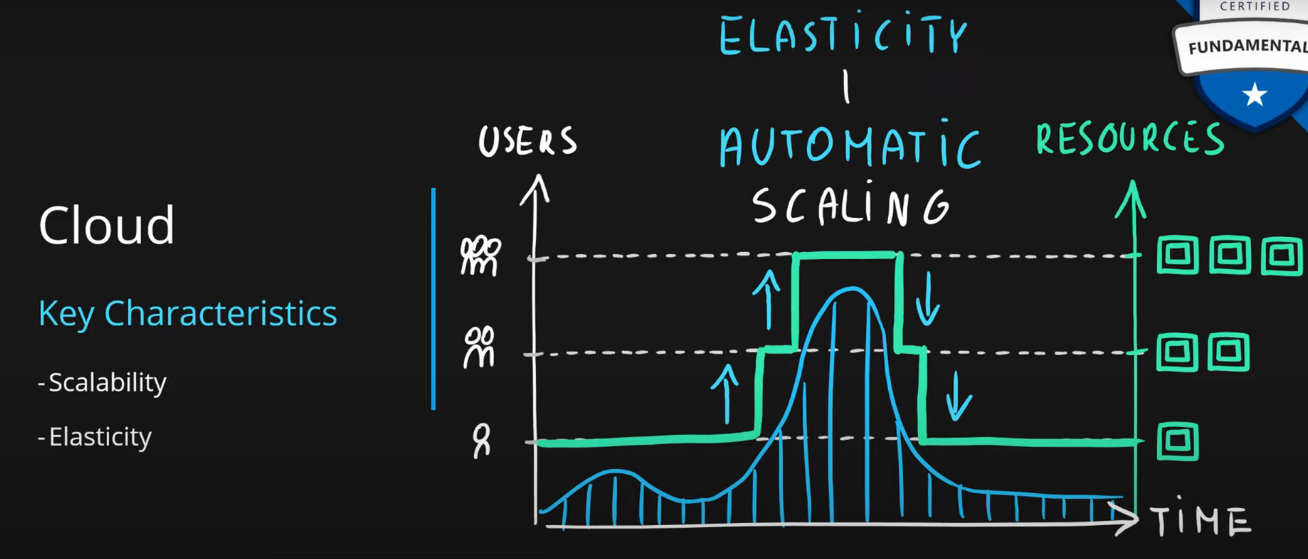 CERTIFIED
FUNDAMENTAL
ELASTiCiTY
AUTOMATiC
SCALiNG
USERS
RESOURCES
Cloud
Key Characteristics
- Scalability
- Elasticity
TiME